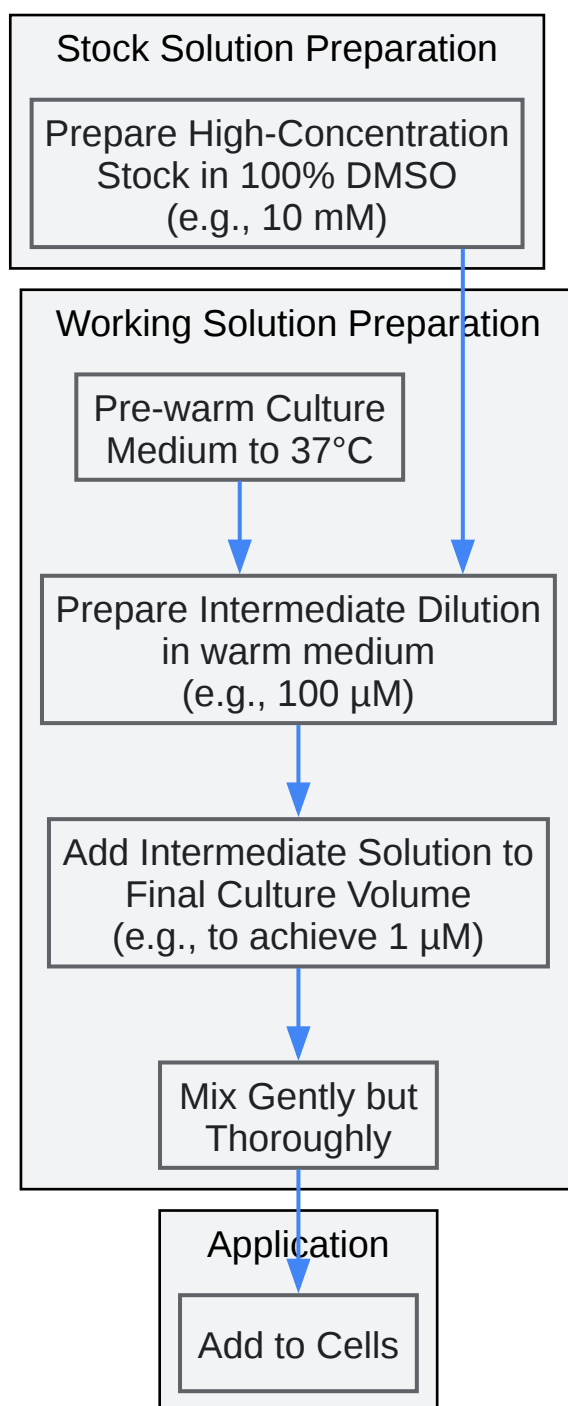 Stock Solution Preparation
Prepare High-Concentration
Stock in 100% DMSO
(e.g., 10 mM)
Working Solution Preparation
Pre-warm Culture
Medium to 37°C
Prepare Intermediate Dilution
in warm medium
(e.g., 100 µM)
Add Intermediate Solution to
Final Culture Volume
(e.g., to achieve 1 µM)
Mix Gently but
Thoroughly
Application
Add to Cells